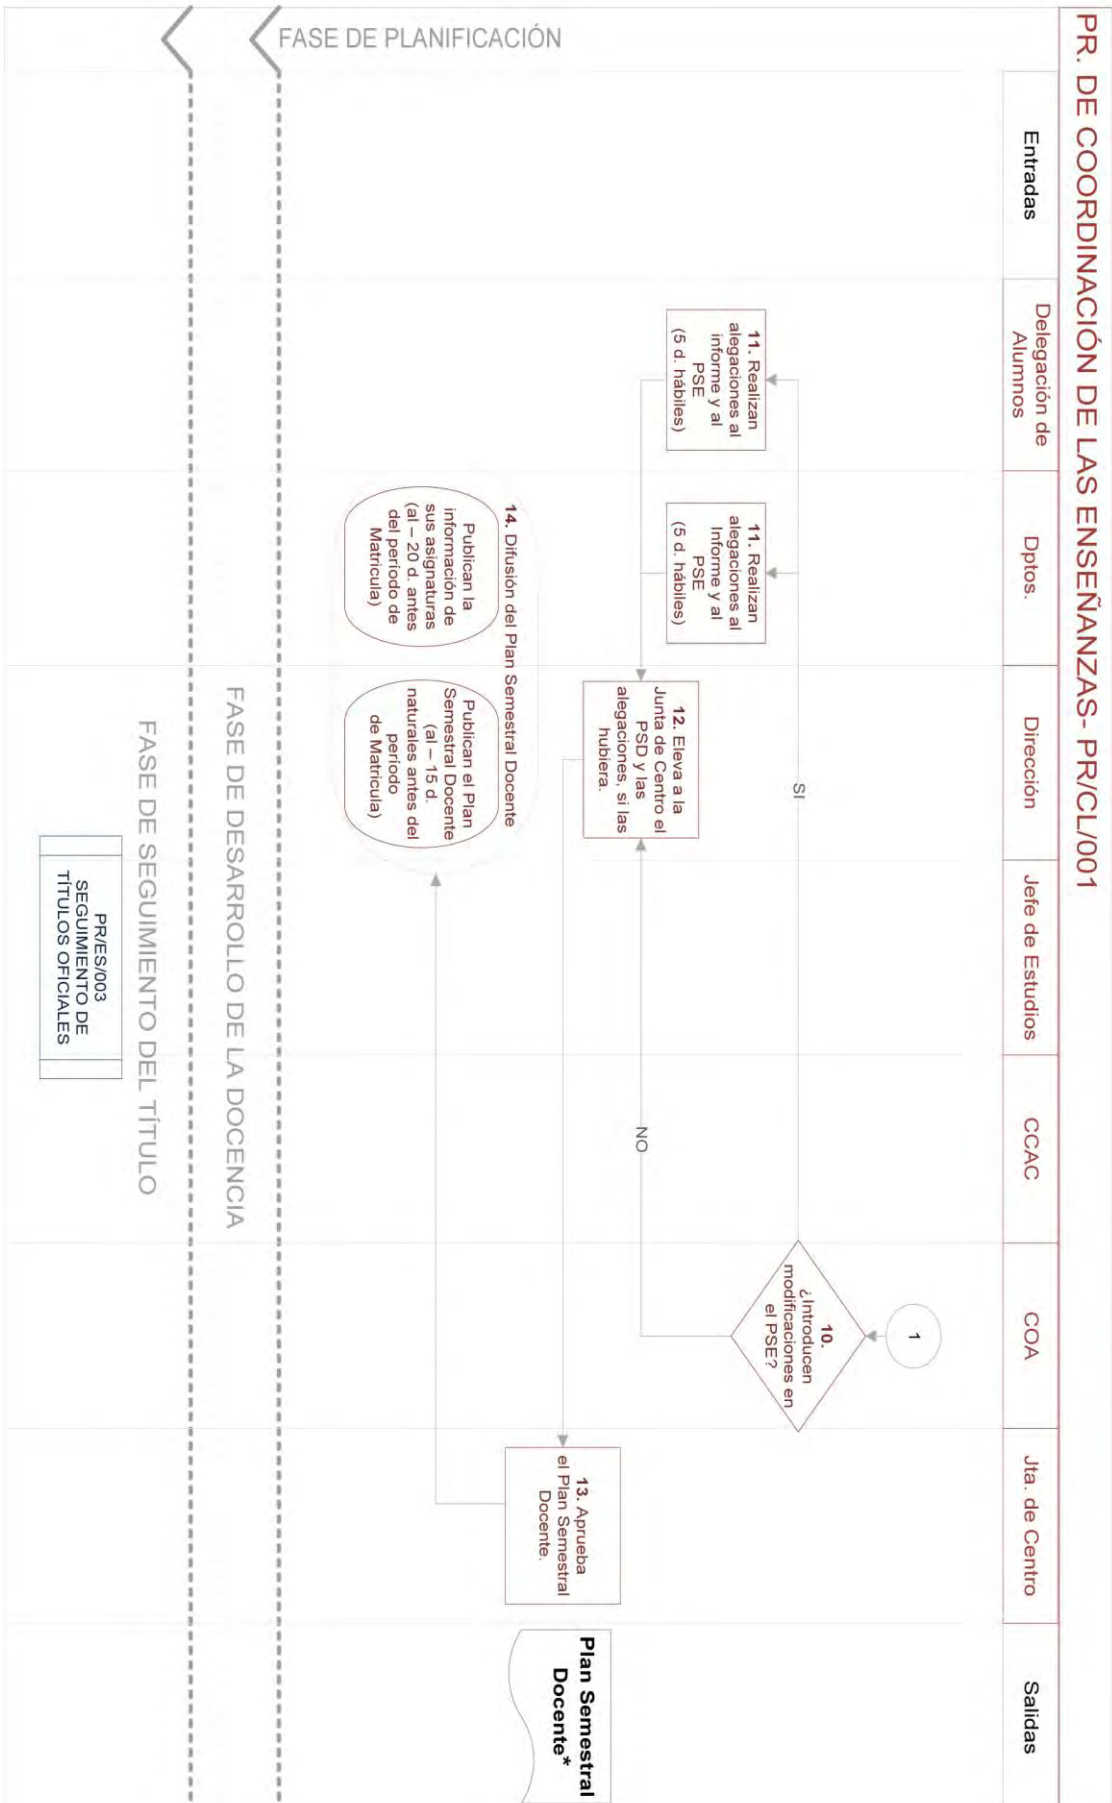 PR. DE COORDINACIÓN DE LAS ENSEÑANZAS- PR/CL/001
Entradas
Delegación de
Alumnos
Dptos.
Dirección
Jefe de Estudios
CCAC
COA
Jta. de Centro
Salidas
FASE DE PLANIFICACIÓN
1
10.
¿Introducen
modificaciones en
el PSE?
SI
NO
11. Realizan
alegaciones al
informe y al
PSE
(5 d. hábiles)
11. Realizan
alegaciones al
Informe y al
PSE
(5 d. hábiles)
12. Eleva a la
Junta de Centro el
PSD y las
alegaciones, si las
hubiera.
13. Aprueba
el Plan Semestral
Docente.
Plan Semestral
Docente*
14. Difusión del Plan Semestral Docente
Publican la
información de
sus asignaturas
(al – 20 d. antes
del período de
Matricula)
Publican el Plan
Semestral Docente
(al – 15 d.
naturales antes del
período
de Matricula)
FASE DE DESARROLLO DE LA DOCENCIA
FASE DE SEGUIMIENTO DEL TÍTULO
PR/ES/003
SEGUIMIENTO DE
TÍTULOS OFICIALES